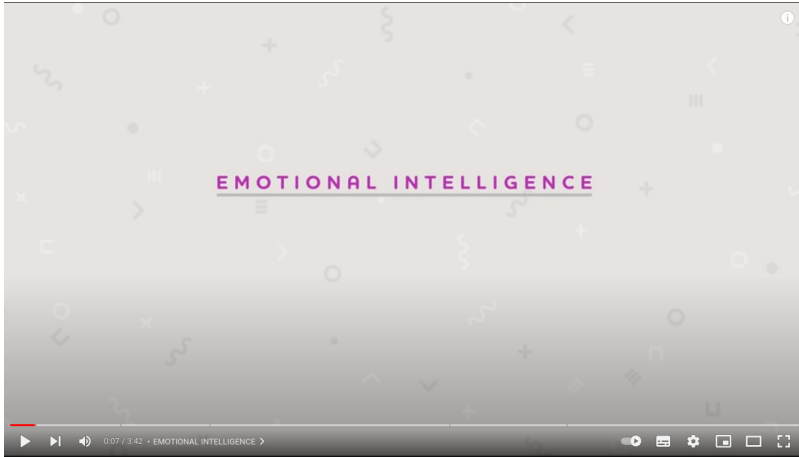 EMOTIONAL INTELLIGENCE
0:07 / 3:42 • EMOTIONAL INTELLIGENCE